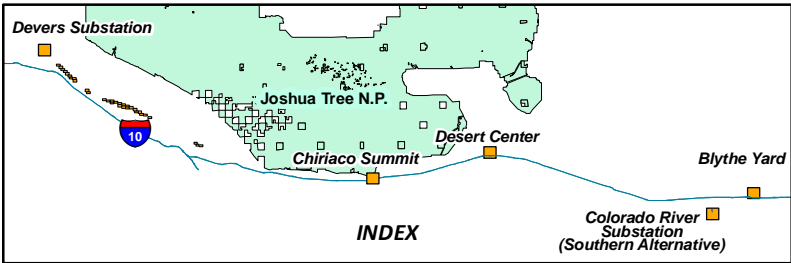 Devers Substation
Joshua Tree N.P.
10
Desert Center
Chiriaco Summit
Blythe Yard
Colorado River
Substation
(Southern Alternative)
INDEX